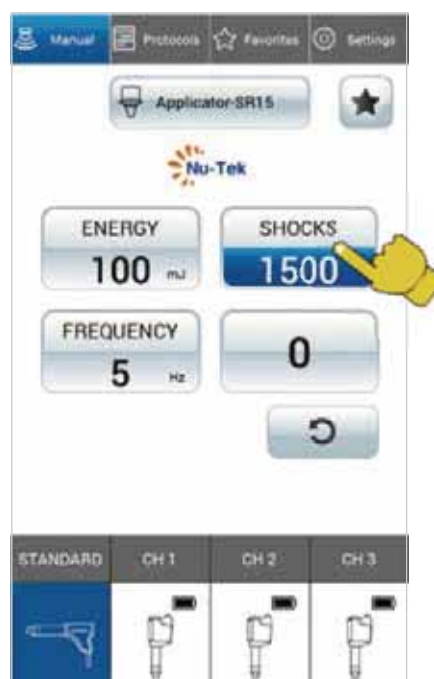 Manual Protocols Favorites Settings
Applicator-SR15
Nu-Tek
ENERGY SHOCKS
100 mJ 1500
FREQUENCY
5 Hz 0
STANDARD CH 1 CH 2 CH 3